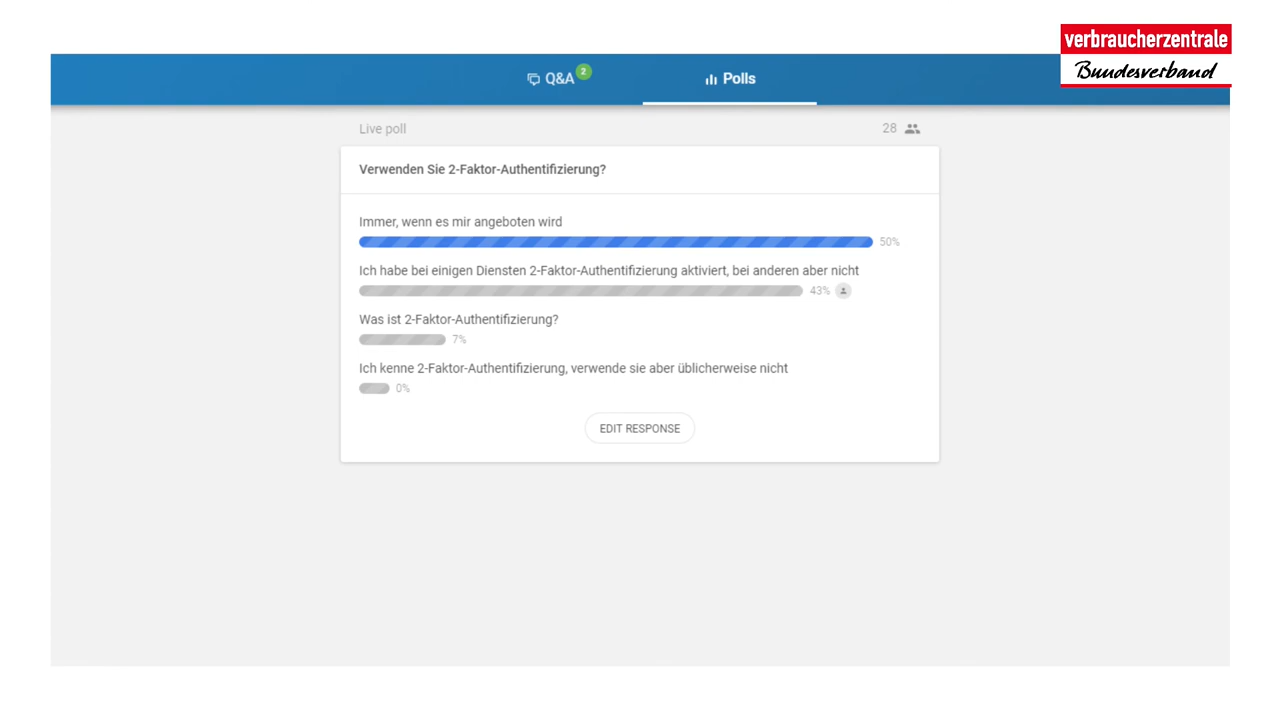 verbraucherzentrale
Bundesverband
Q&A 2
Polls
Live poll
28
Verwenden Sie 2-Faktor-Authentifizierung?
Immer, wenn es mir angeboten wird
50%
Ich habe bei einigen Diensten 2-Faktor-Authentifizierung aktiviert, bei anderen aber nicht
43%
Was ist 2-Faktor-Authentifizierung?
7%
Ich kenne 2-Faktor-Authentifizierung, verwende sie aber üblicherweise nicht
0%
EDIT RESPONSE